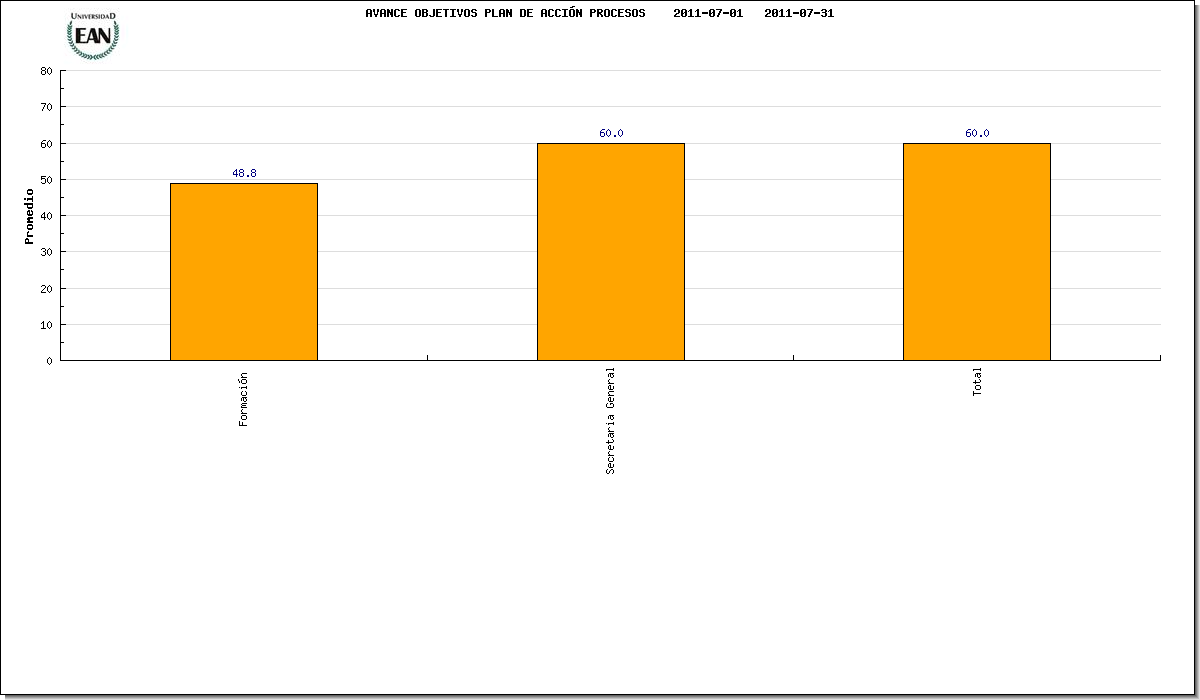 AVANCE OBJETIVOS PLAN DE ACCIÓN PROCESOS 2011-07-01 2011-07-31
UNIVERSIDAD
EAN
Promedio
80
70
60
50
40
30
20
10
0
48.8
60.0
60.0
Formación
Secretaria General
Total